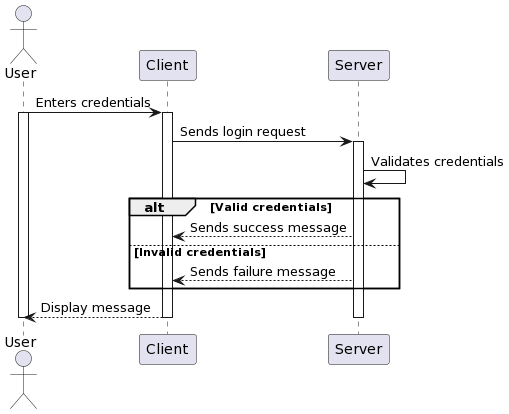 User
Client
Server
Enters credentials
Sends login request
Validates credentials
alt
[Valid credentials]
Sends success message
[Invalid credentials]
Sends failure message
Display message
User
Client
Server